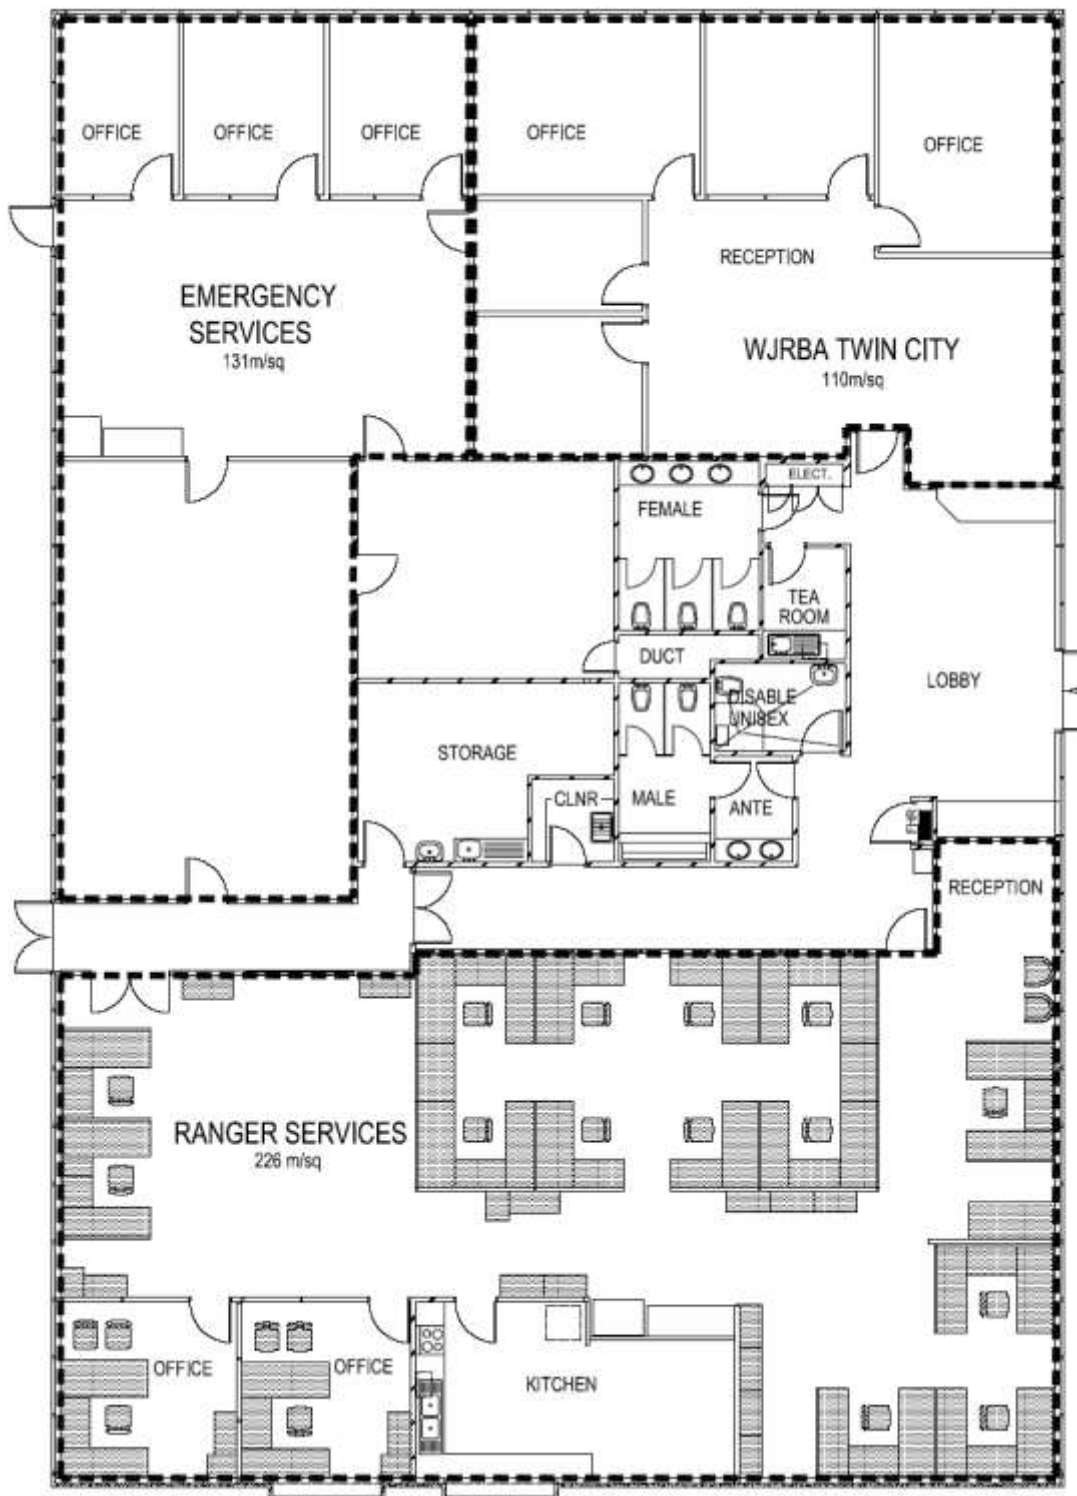 OFFICE
OFFICE
OFFICE
OFFICE
OFFICE
RECEPTION
EMERGENCY
SERVICES
131m/sq
WJRBA TWIN CITY
110m/sq
ELECT.
FEMALE
TEA
ROOM
DUCT
LOBBY
DISABLE
UNISEX
STORAGE
CLNR
MALE
ANTE
FHR
RECEPTION
RANGER SERVICES
226 m/sq
OFFICE
OFFICE
KITCHEN